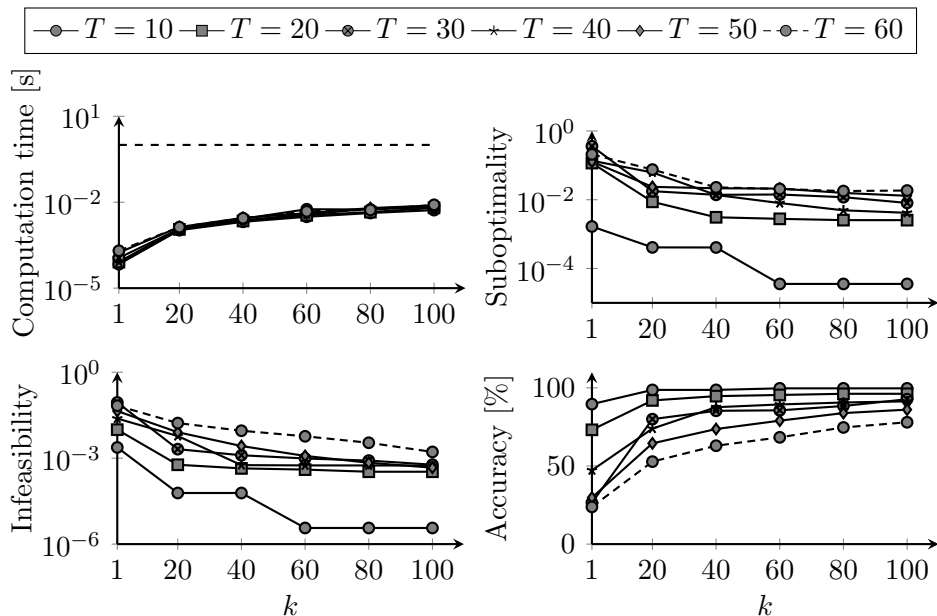 T = 10 T = 20 T = 30 T = 40 T = 50 T = 60
Computation time [s]
10^1
10^{-2}
10^{-5}
1 20 40 60 80 100
Suboptimality
10^0
10^{-2}
10^{-4}
1 20 40 60 80 100
Infeasibility
10^0
10^{-3}
10^{-6}
1 20 40 60 80 100
k
Accuracy [%]
100
50
0
1 20 40 60 80 100
k